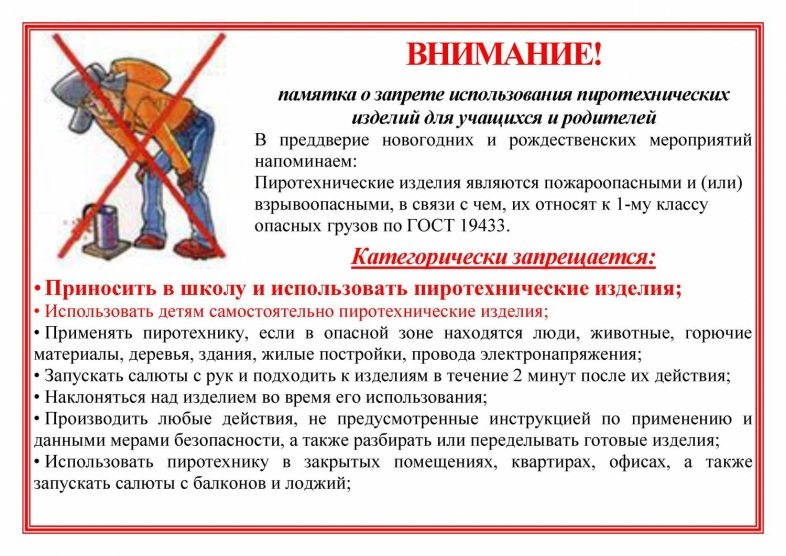 ВНИМАНИЕ!
памятка о запрете использования пиротехнических
изделий для учащихся и родителей
В преддверие новогодних и рождественских мероприятий
напоминаем:
Пиротехнические изделия являются пожароопасными и (или)
взрывоопасными, в связи с чем, их относят к 1-му классу
опасных грузов по ГОСТ 19433.
Категорически запрещается:
• Приносить в школу и использовать пиротехнические изделия;
• Использовать детям самостоятельно пиротехнические изделия;
• Применять пиротехнику, если в опасной зоне находятся люди, животные, горючие
материалы, деревья, здания, жилые постройки, провода электронапряжения;
• Запускать салюты с рук и подходить к изделиям в течение 2 минут после их действия;
• Наклоняться над изделием во время его использования;
• Производить любые действия, не предусмотренные инструкцией по применению и
данными мерами безопасности, а также разбирать или переделывать готовые изделия;
• Использовать пиротехнику в закрытых помещениях, квартирах, офисах, а также
запускать салюты с балконов и лоджий;